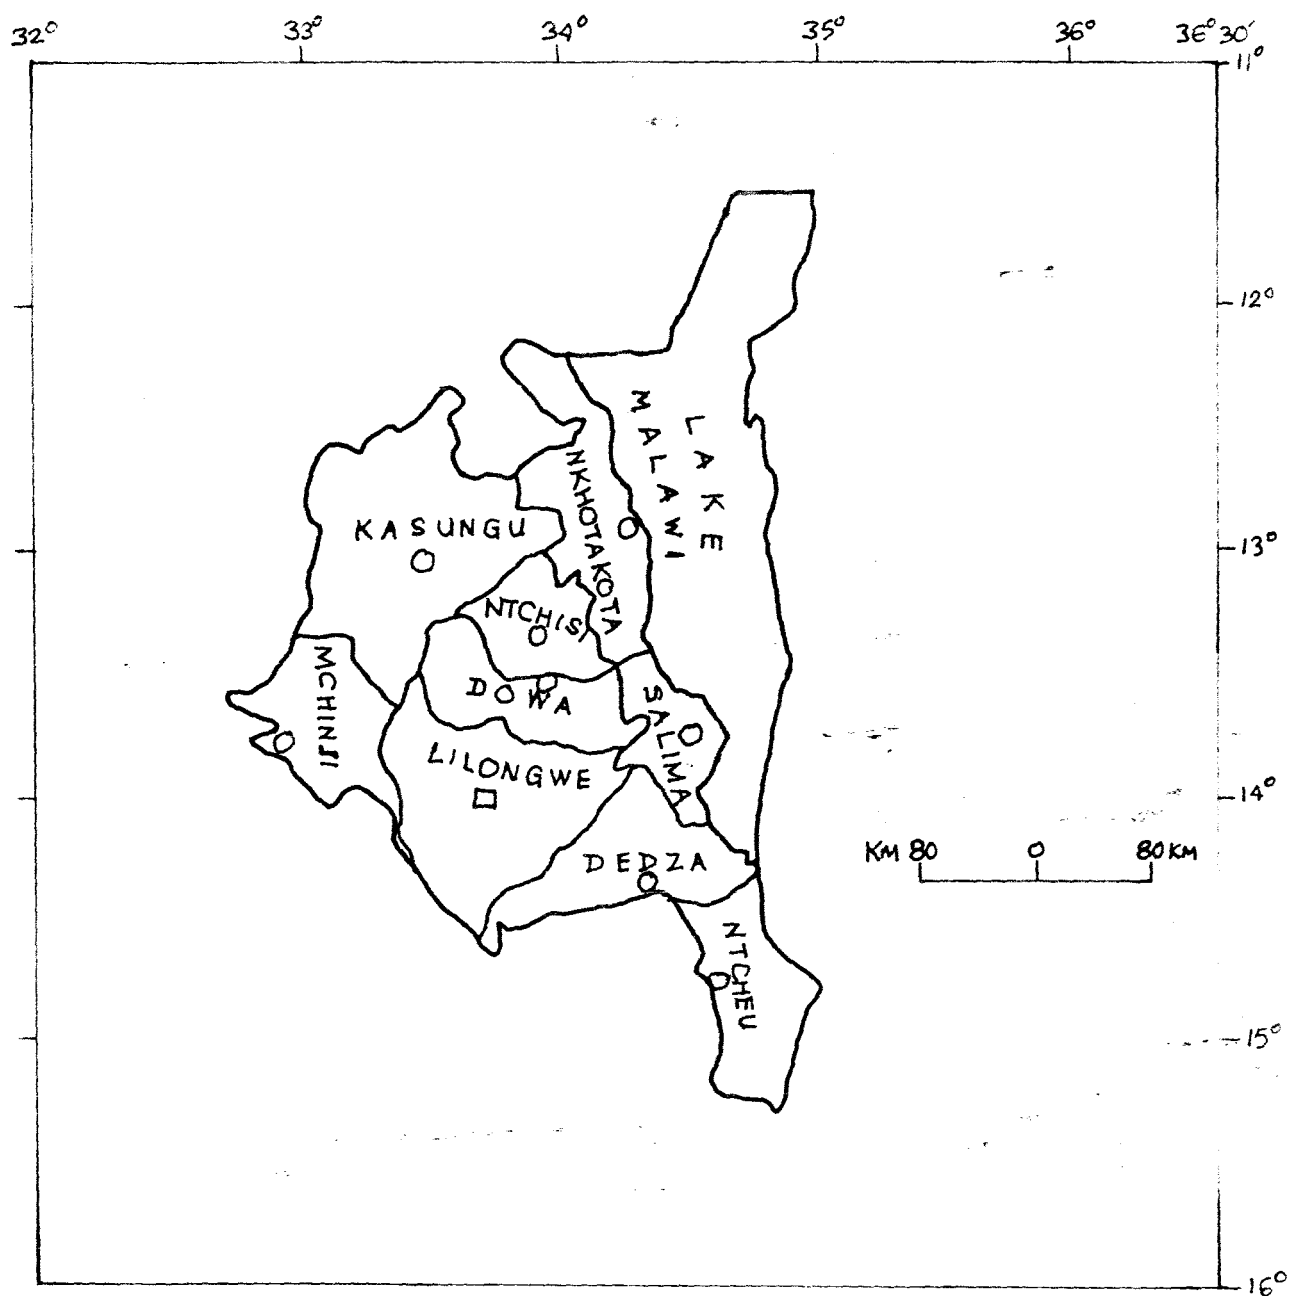 32° 33° 34° 35° 36° 36°30'
11°
12°
LAKE
MALAWI
NKHOTAKOTA
KASUNGU
13°
NTCHISI
MCHINJI
DOWA
SALIMA
LILONGWE
14°
KM 80 0 80 KM
DEDZA
NTCHEU
15°
16°